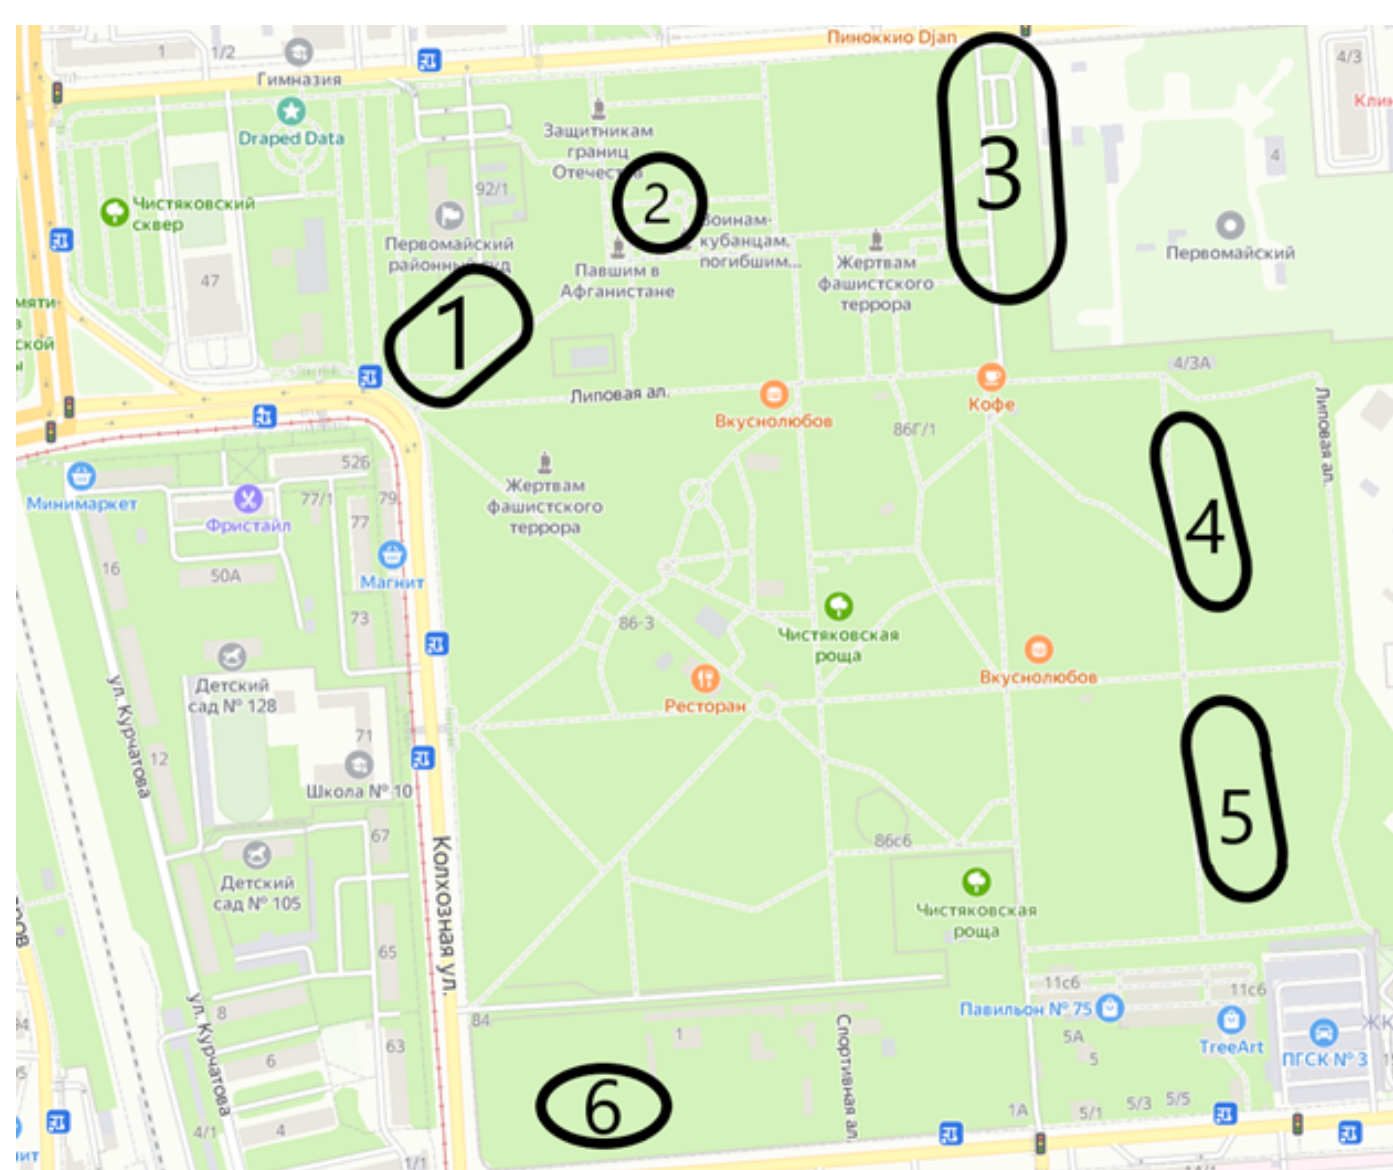 Пиноккио Djan
1
1/2
Гимназия
4/3
Draped Data
Защитникам
границ
Отечеств
3
4
92/1
2
Чистяковский
сквер
Воинам-
кубанцам,
погибшим...
Первомайский
районный суд
Павшим в
Афганистане
Жертвам
фашистского
террора
Первомайский
47
1
4/3А
Липовая ал.
Вкуснолюбов
Кофе
86Г/1
Липовая ал.
52б
Минимаркет
77/1
79
Фристайл
77
Жертвам
фашистского
террора
4
16
50А
Магнит
73
86-3
Чистяковская
роща
Детский
сад № 128
Ресторан
Вкуснолюбов
ул. Курчатова
71
12
Школа № 10
67
86с6
5
Детский
сад № 105
Колхозная ул.
Чистяковская
роща
65
11с6
11с6
Павильон № 75
8
84
1
Спортивная ал.
5А
5
TreeArt
ПГСК № 3
ЖК
ул. Курчатова
6
63
6
1А
5/1
5/3
5/5
4/1
4
1/1